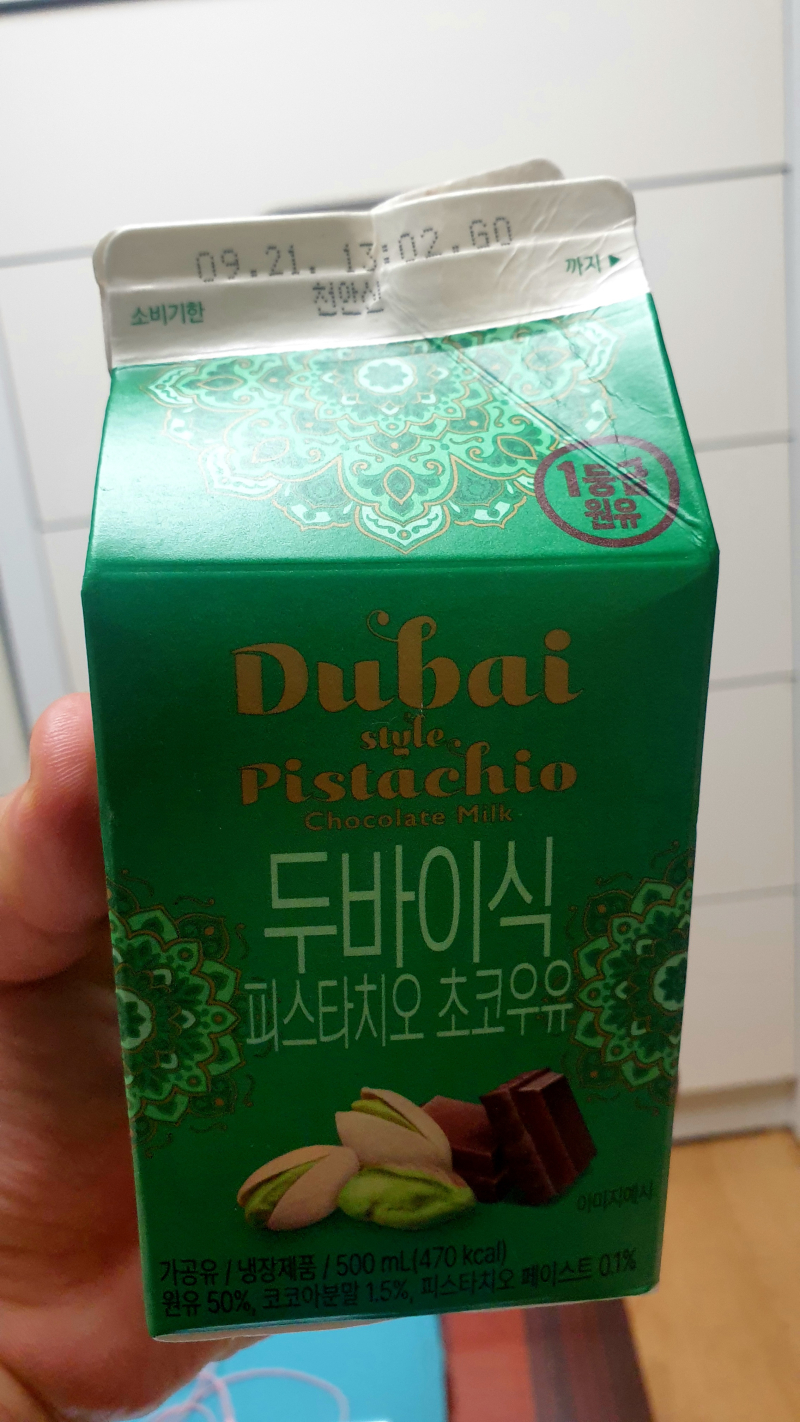 09.21. 13:02.G0
소비기한
천안신
까지 ▶
1등급
원유
Dubai
style
Pistachio
Chocolate Milk
두바이식
피스타치오 초코우유
이미지예시
가공유 / 냉장제품 / 500 mL(470 kcal)
원유 50%, 코코아분말 1.5%, 피스타치오 페이스트 0.1%